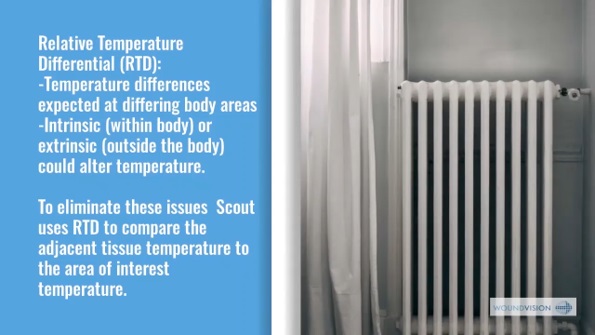 Relative Temperature
Differential (RTD):
-Temperature differences
expected at differing body areas
-Intrinsic (within body) or
extrinsic (outside the body)
could alter temperature.
To eliminate these issues  Scout
uses RTD to compare the
adjacent tissue temperature to
the area of interest
temperature.
WOUNDVISION